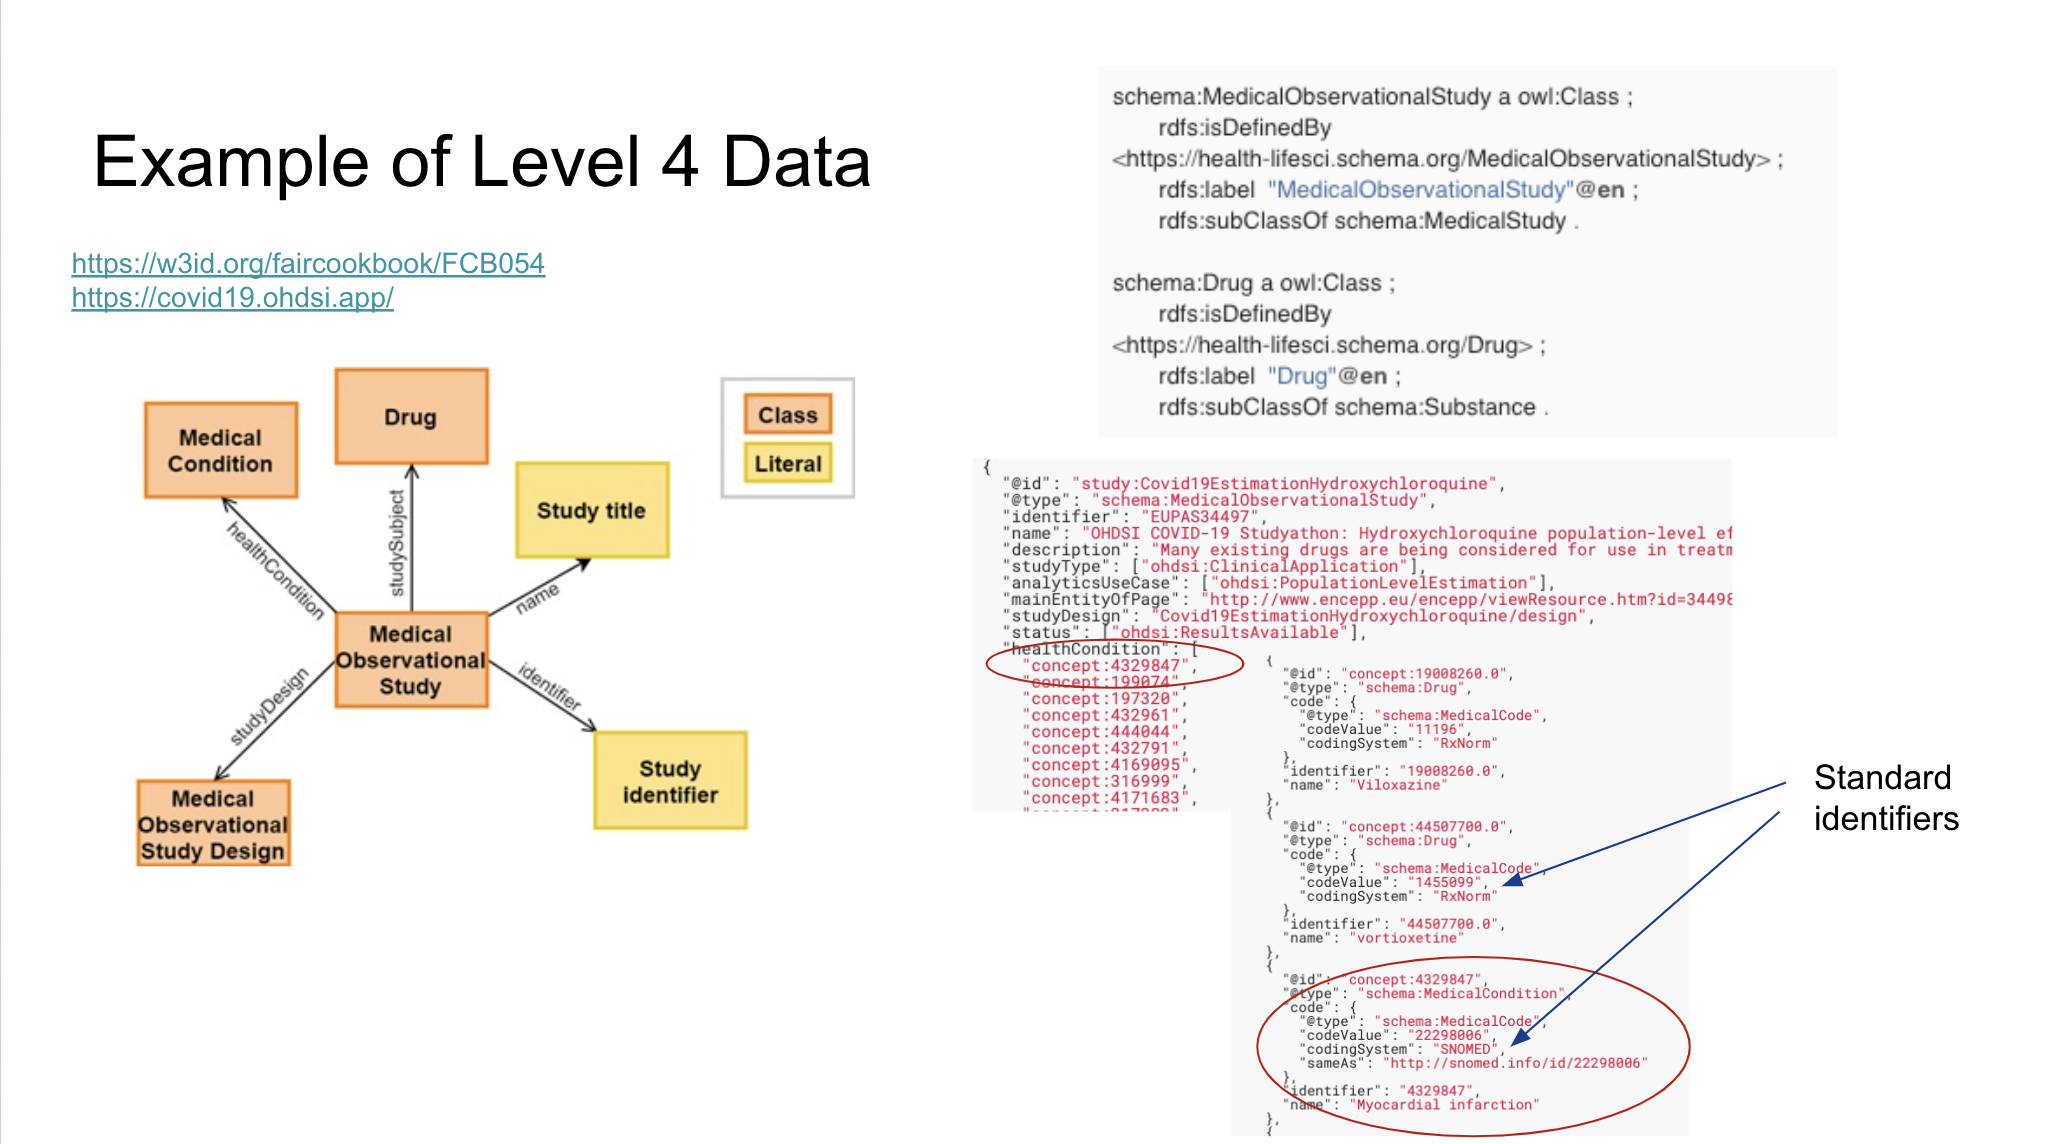 Example of Level 4 Data
https://w3id.org/faircookbook/FCB054
https://covid19.ohdsi.app/
Medical
Condition
Drug
Study title
Class
Literal
healthCondition
studySubject
name
Medical
Observational
Study
studyDesign
identifier
Medical
Observational
Study Design
Study
identifier
schema:MedicalObservationalStudy a owl:Class ;
rdfs:isDefinedBy
<https://health-lifesci.schema.org/MedicalObservationalStudy> ;
rdfs:label "MedicalObservationalStudy"@en ;
rdfs:subClassOf schema:MedicalStudy .
schema:Drug a owl:Class ;
rdfs:isDefinedBy
<https://health-lifesci.schema.org/Drug> ;
rdfs:label "Drug"@en ;
rdfs:subClassOf schema:Substance .
{
"@id": "study:Covid19EstimationHydroxychloroquine",
"@type": "schema:MedicalObservationalStudy",
"identifier": "EUPAS34497",
"name": "OHDSI COVID-19 Studyathon: Hydroxychloroquine population-level ef
"description": "Many existing drugs are being considered for use in treatm
"studyType": ["ohdsi:ClinicalApplication"],
"analyticsUseCase": ["ohdsi:PopulationLevelEstimation"],
"mainEntityOfPage": "http://www.encepp.eu/encepp/viewResource.htm?id=34498
"studyDesign": "Covid19EstimationHydroxychloroquine/design",
"status": ["ohdsi:ResultsAvailable"],
"healthCondition": [
"concept:4329847",
"concept:199074",
"concept:197320",
"concept:432961",
"concept:444044",
"concept:432791",
"concept:4169095",
"concept:316999",
"concept:4171683",
{
"@id": "concept:19008260.0",
"@type": "schema:Drug",
"code": {
"@type": "schema:MedicalCode",
"codeValue": "11196",
"codingSystem": "RxNorm"
},
"identifier": "19008260.0",
"name": "Viloxazine"
},
{
"@id": "concept:44507700.0",
"@type": "schema:Drug",
"code": {
"@type": "schema:MedicalCode",
"codeValue": "1455099",
"codingSystem": "RxNorm"
},
"identifier": "44507700.0",
"name": "vortioxetine"
},
{
"@id": "concept:4329847",
"@type": "schema:MedicalCondition",
"code": {
"@type": "schema:MedicalCode",
"codeValue": "22298006",
"codingSystem": "SNOMED",
"sameAs": "http://snomed.info/id/22298006"
},
"identifier": "4329847",
"name": "Myocardial infarction"
},
{
Standard
identifiers